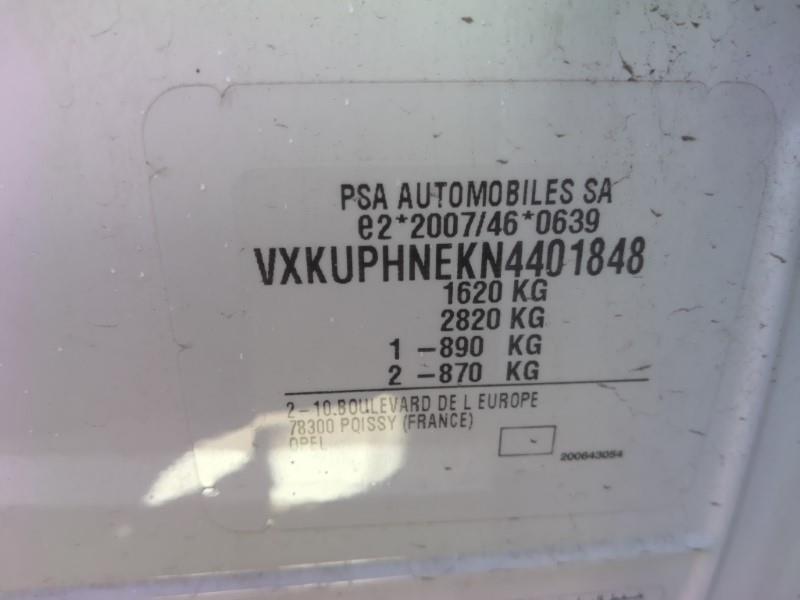 PSA AUTOMOBILES SA
e2*2007/46*0639
VXKUPHNEKN4401848
1620 KG
2820 KG
1 -890 KG
2 -870 KG
2-10.BOULEVARD DE L EUROPE
78300 POISSY (FRANCE)
OPEL
200643054